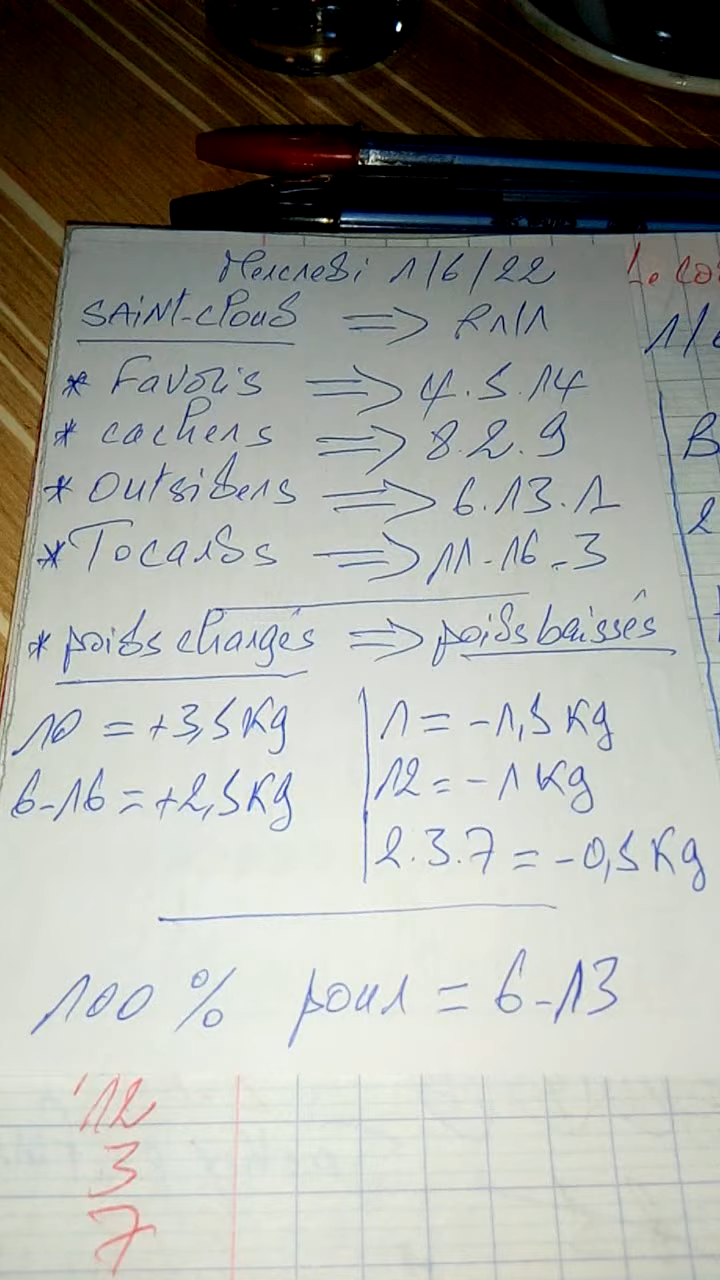 Mercredi 1/6/22
SAINT-CLOUD => R1/1
* Favoris => 4.5.14
* cachers => 8.2.9
* Outsiders => 6.13.1
* Tocards => 11-16-3
* poids chargés => poids baissés
10 = +3,5 Kg
1 = -1,5 Kg
6-16 = +2,5 Kg
12 = -1 Kg
2.3.7 = -0,5 Kg
100 % pour = 6-13
12
3
7
1/
B
2